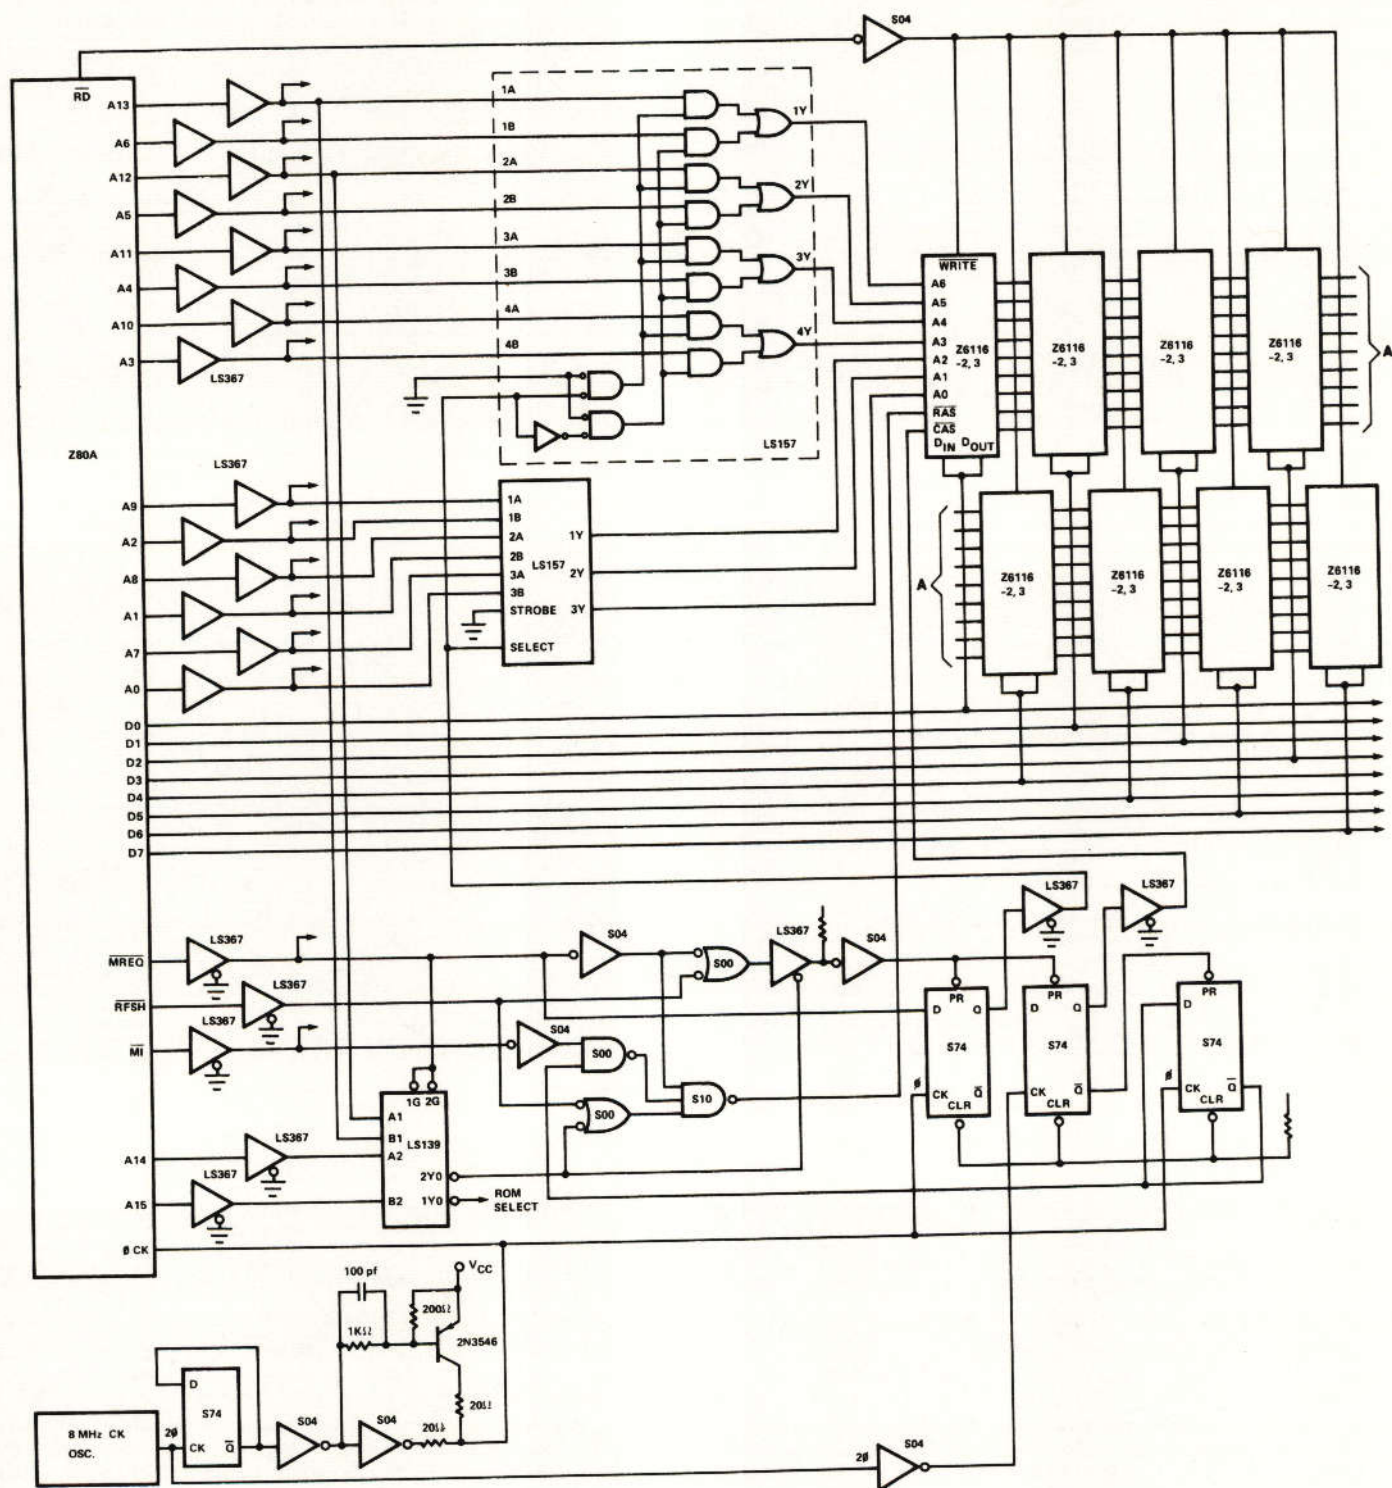 S04
RD
A13
A6
A12
A5
A11
A4
A10
A3
LS367
Z80A
1A
1B
2A
2B
3A
3B
4A
4B
1Y
2Y
3Y
4Y
LS157
WRITE
A6
A5
A4
A3
A2
A1
A0
RAS
CAS
DIN DOUT
Z6116
-2, 3
Z6116
-2, 3
Z6116
-2, 3
Z6116
-2, 3
A
LS367
A9
A2
A8
A1
A7
A0
1A
1B
2A
2B
3A
3B
STROBE
SELECT
LS157
1Y
2Y
3Y
A
Z6116
-2, 3
Z6116
-2, 3
Z6116
-2, 3
Z6116
-2, 3
D0
D1
D2
D3
D4
D5
D6
D7
MREQ
RFSH
MI
LS367
LS367
LS367
S04
S04
S00
S00
S00
S10
LS367
S04
LS367
LS367
PR
D Q
S74
ø CK Q
CLR
PR
D Q
S74
CK Q
CLR
PR
D
S74
ø CK Q
CLR
1G 2G
A1
B1
LS139
A2
2Y0
B2
1Y0
ROM
SELECT
A14
LS367
A15
LS367
ø CK
100 pf
1KΩ
200Ω
VCC
2N3546
20Ω
20Ω
D
S74
CK Q
8 MHz CK
OSC.
2ø
S04
S04
2ø
S04